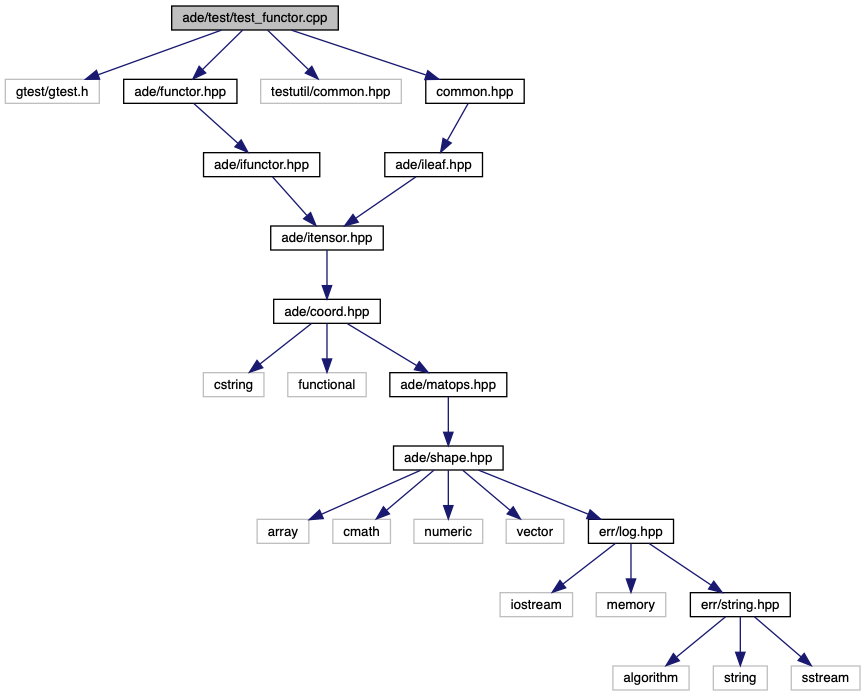 ade/test/test_functor.cpp
gtest/gtest.h
ade/functor.hpp
testutil/common.hpp
common.hpp
ade/ifunctor.hpp
ade/ileaf.hpp
ade/itensor.hpp
ade/coord.hpp
cstring
functional
ade/matops.hpp
ade/shape.hpp
array
cmath
numeric
vector
err/log.hpp
iostream
memory
err/string.hpp
algorithm
string
sstream